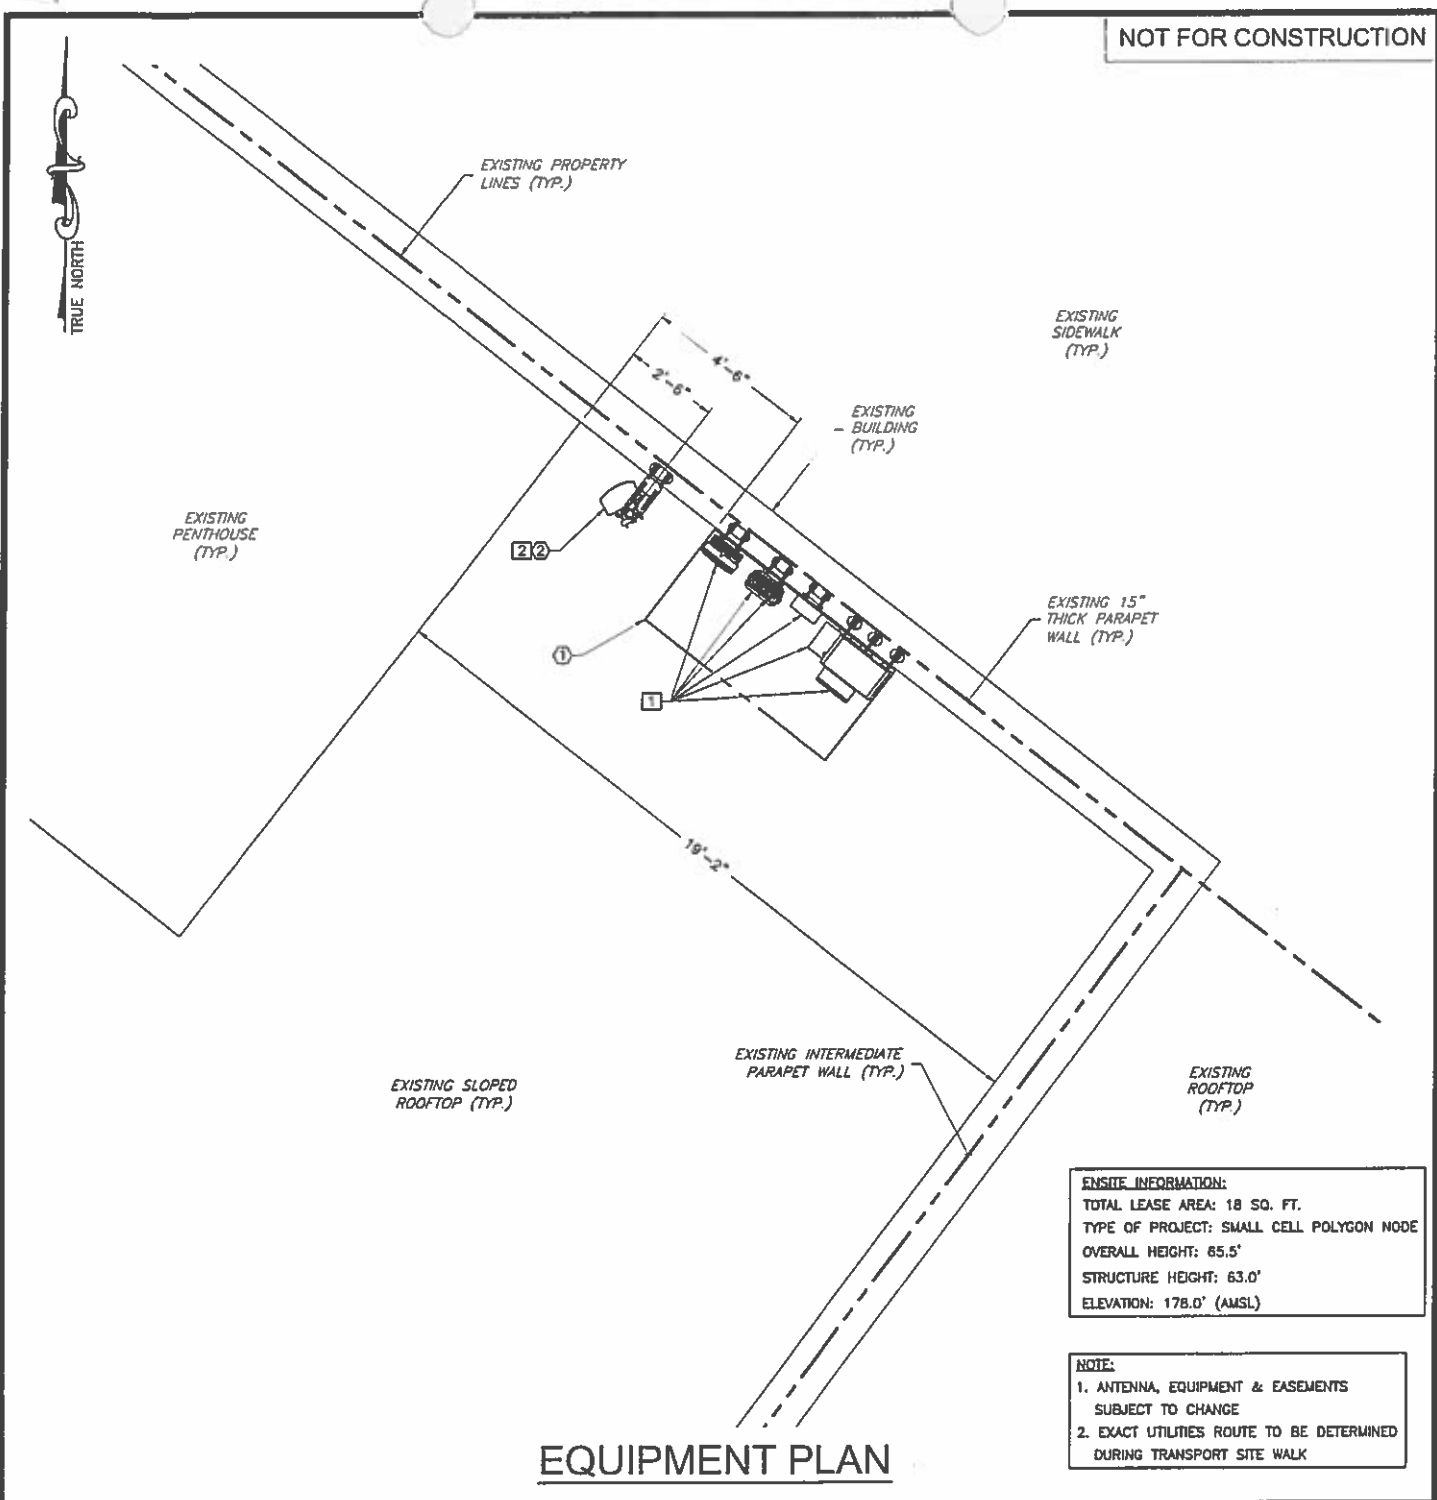 NOT FOR CONSTRUCTION
TRUE NORTH
EXISTING PROPERTY
LINES (TYP.)
EXISTING
SIDEWALK
(TYP.)
4'-6"
2'-6"
EXISTING
BUILDING
(TYP.)
EXISTING
PENTHOUSE
(TYP.)
2 2
EXISTING 15"
THICK PARAPET
WALL (TYP.)
1
1
19'-2"
EXISTING INTERMEDIATE
PARAPET WALL (TYP.)
EXISTING SLOPED
ROOFTOP (TYP.)
EXISTING
ROOFTOP
(TYP.)
ENSITE INFORMATION:
TOTAL LEASE AREA: 18 SQ. FT.
TYPE OF PROJECT: SMALL CELL POLYGON NODE
OVERALL HEIGHT: 65.5'
STRUCTURE HEIGHT: 63.0'
ELEVATION: 178.0' (AMSL)
NOTE:
1. ANTENNA, EQUIPMENT & EASEMENTS
SUBJECT TO CHANGE
2. EXACT UTILITIES ROUTE TO BE DETERMINED
DURING TRANSPORT SITE WALK
EQUIPMENT PLAN